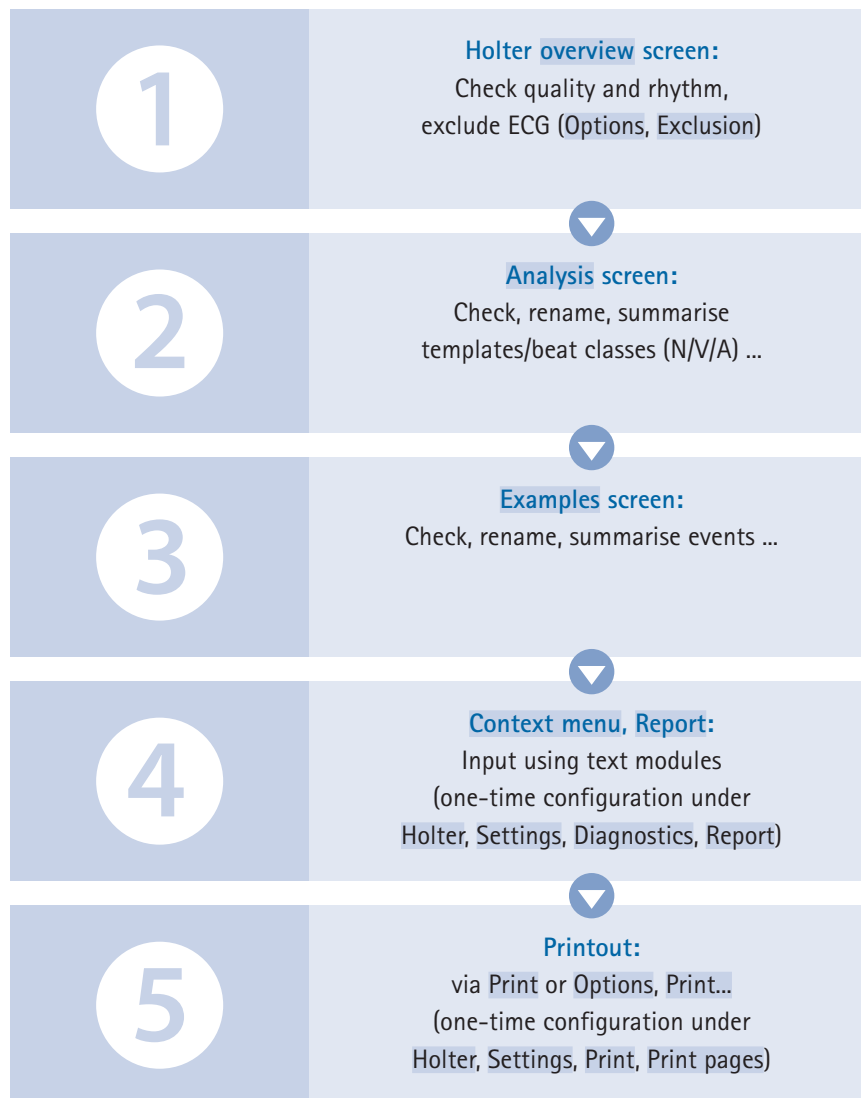 1
Holter overview screen:
Check quality and rhythm,
exclude ECG (Options, Exclusion)
2
Analysis screen:
Check, rename, summarise
templates/beat classes (N/V/A) ...
3
Examples screen:
Check, rename, summarise events ...
4
Context menu, Report:
Input using text modules
(one-time configuration under
Holter, Settings, Diagnostics, Report)
5
Printout:
via Print or Options, Print...
(one-time configuration under
Holter, Settings, Print, Print pages)